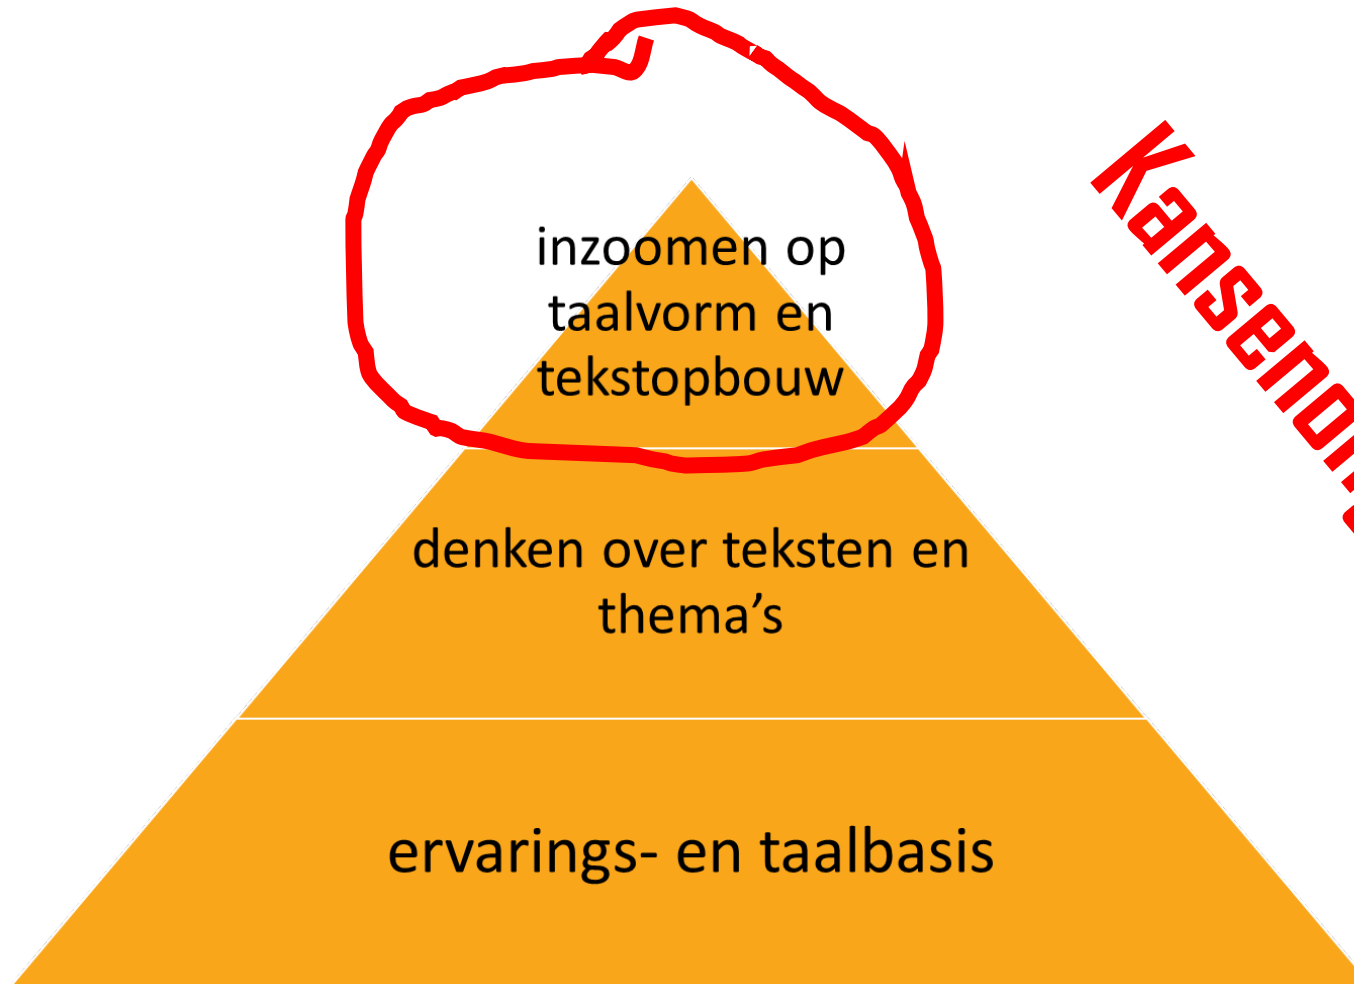 inzoomen op
taalvorm en
tekstopbouw
denken over teksten en
thema’s
ervarings- en taalbasis